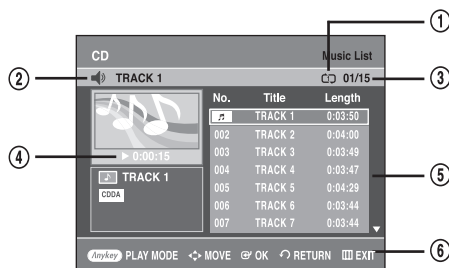 1
CD Music List
2 TRACK 1 01/15 3
No. Title Length
TRACK 1 0:03:50
002 TRACK 2 0:04:00
4 0:00:15 003 TRACK 3 0:03:49
TRACK 1 004 TRACK 4 0:03:47
5
CDDA 005 TRACK 5 0:04:29
006 TRACK 6 0:03:44
007 TRACK 7 0:03:44
Anykey PLAY MODE MOVE OK RETURN EXIT 6